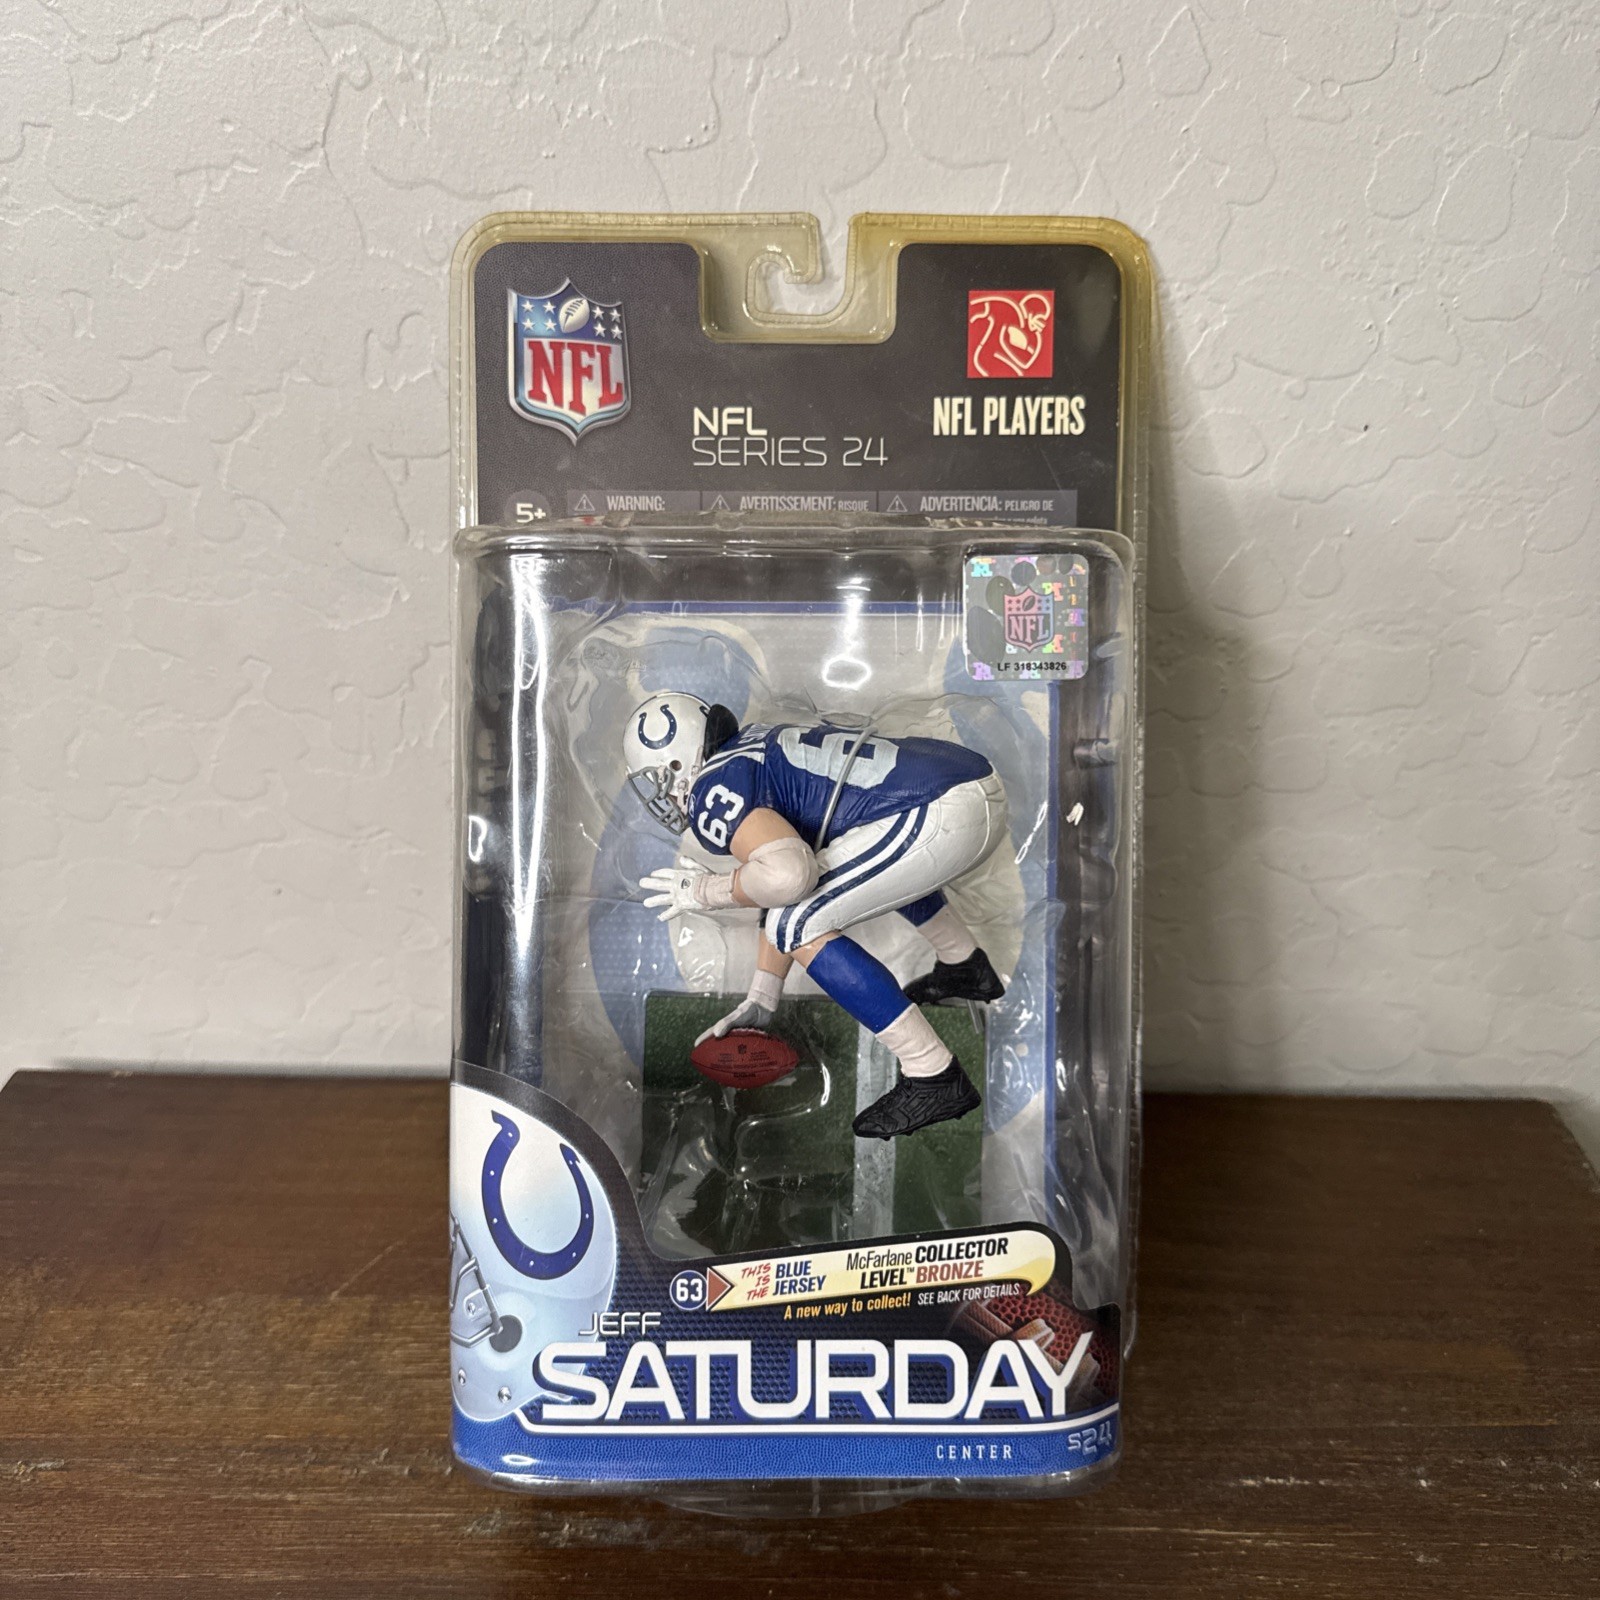 NFL
NFL
SERIES 24
NFL PLAYERS
5+
WARNING:
AVERTISSEMENT: RISQUE
ADVERTENCIA: PELIGRO DE
NFL
LF 318343826
63
63
63
THIS IS THE
BLUE JERSEY
McFarlane COLLECTOR
LEVEL™ BRONZE
A new way to collect! SEE BACK FOR DETAILS
JEFF
SATURDAY
CENTER
S24